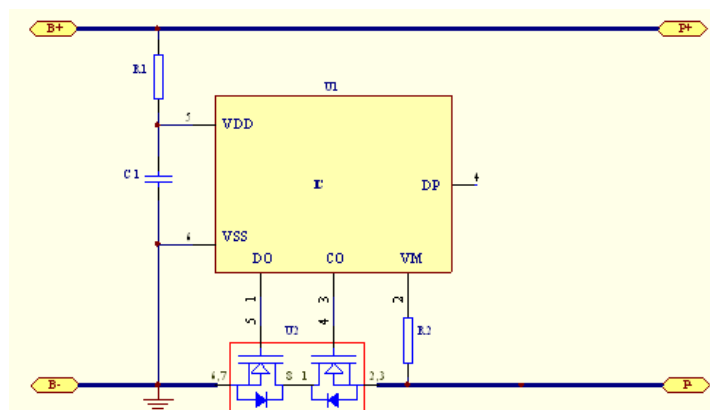 B+ P+
R1
U1
5 VDD
C1
IC
DP 4
6 VSS
DO CO VM
1 3 2
5 4
U2 R2
B- 6,7 8 1 2,3 P-